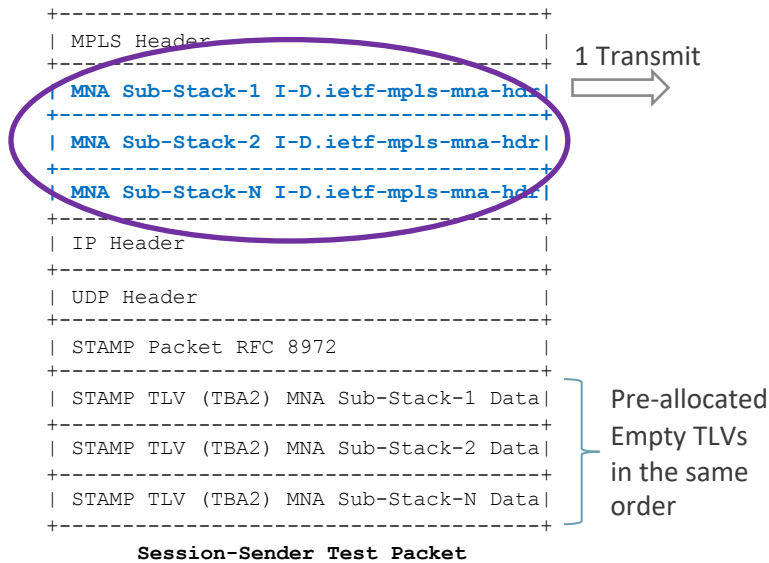 +-----------------------------------+
| MPLS Header |
+-----------------------------------+
| MNA Sub-Stack-1 I-D.ietf-mpls-mna-hdr|
+-----------------------------------+
| MNA Sub-Stack-2 I-D.ietf-mpls-mna-hdr|
+-----------------------------------+
| MNA Sub-Stack-N I-D.ietf-mpls-mna-hdr|
+-----------------------------------+
| IP Header |
+-----------------------------------+
| UDP Header |
+-----------------------------------+
| STAMP Packet RFC 8972 |
+-----------------------------------+
| STAMP TLV (TBA2) MNA Sub-Stack-1 Data|
+-----------------------------------+
| STAMP TLV (TBA2) MNA Sub-Stack-2 Data|
+-----------------------------------+
| STAMP TLV (TBA2) MNA Sub-Stack-N Data|
+-----------------------------------+
Session-Sender Test Packet
1 Transmit
Pre-allocated
Empty TLVs
in the same
order